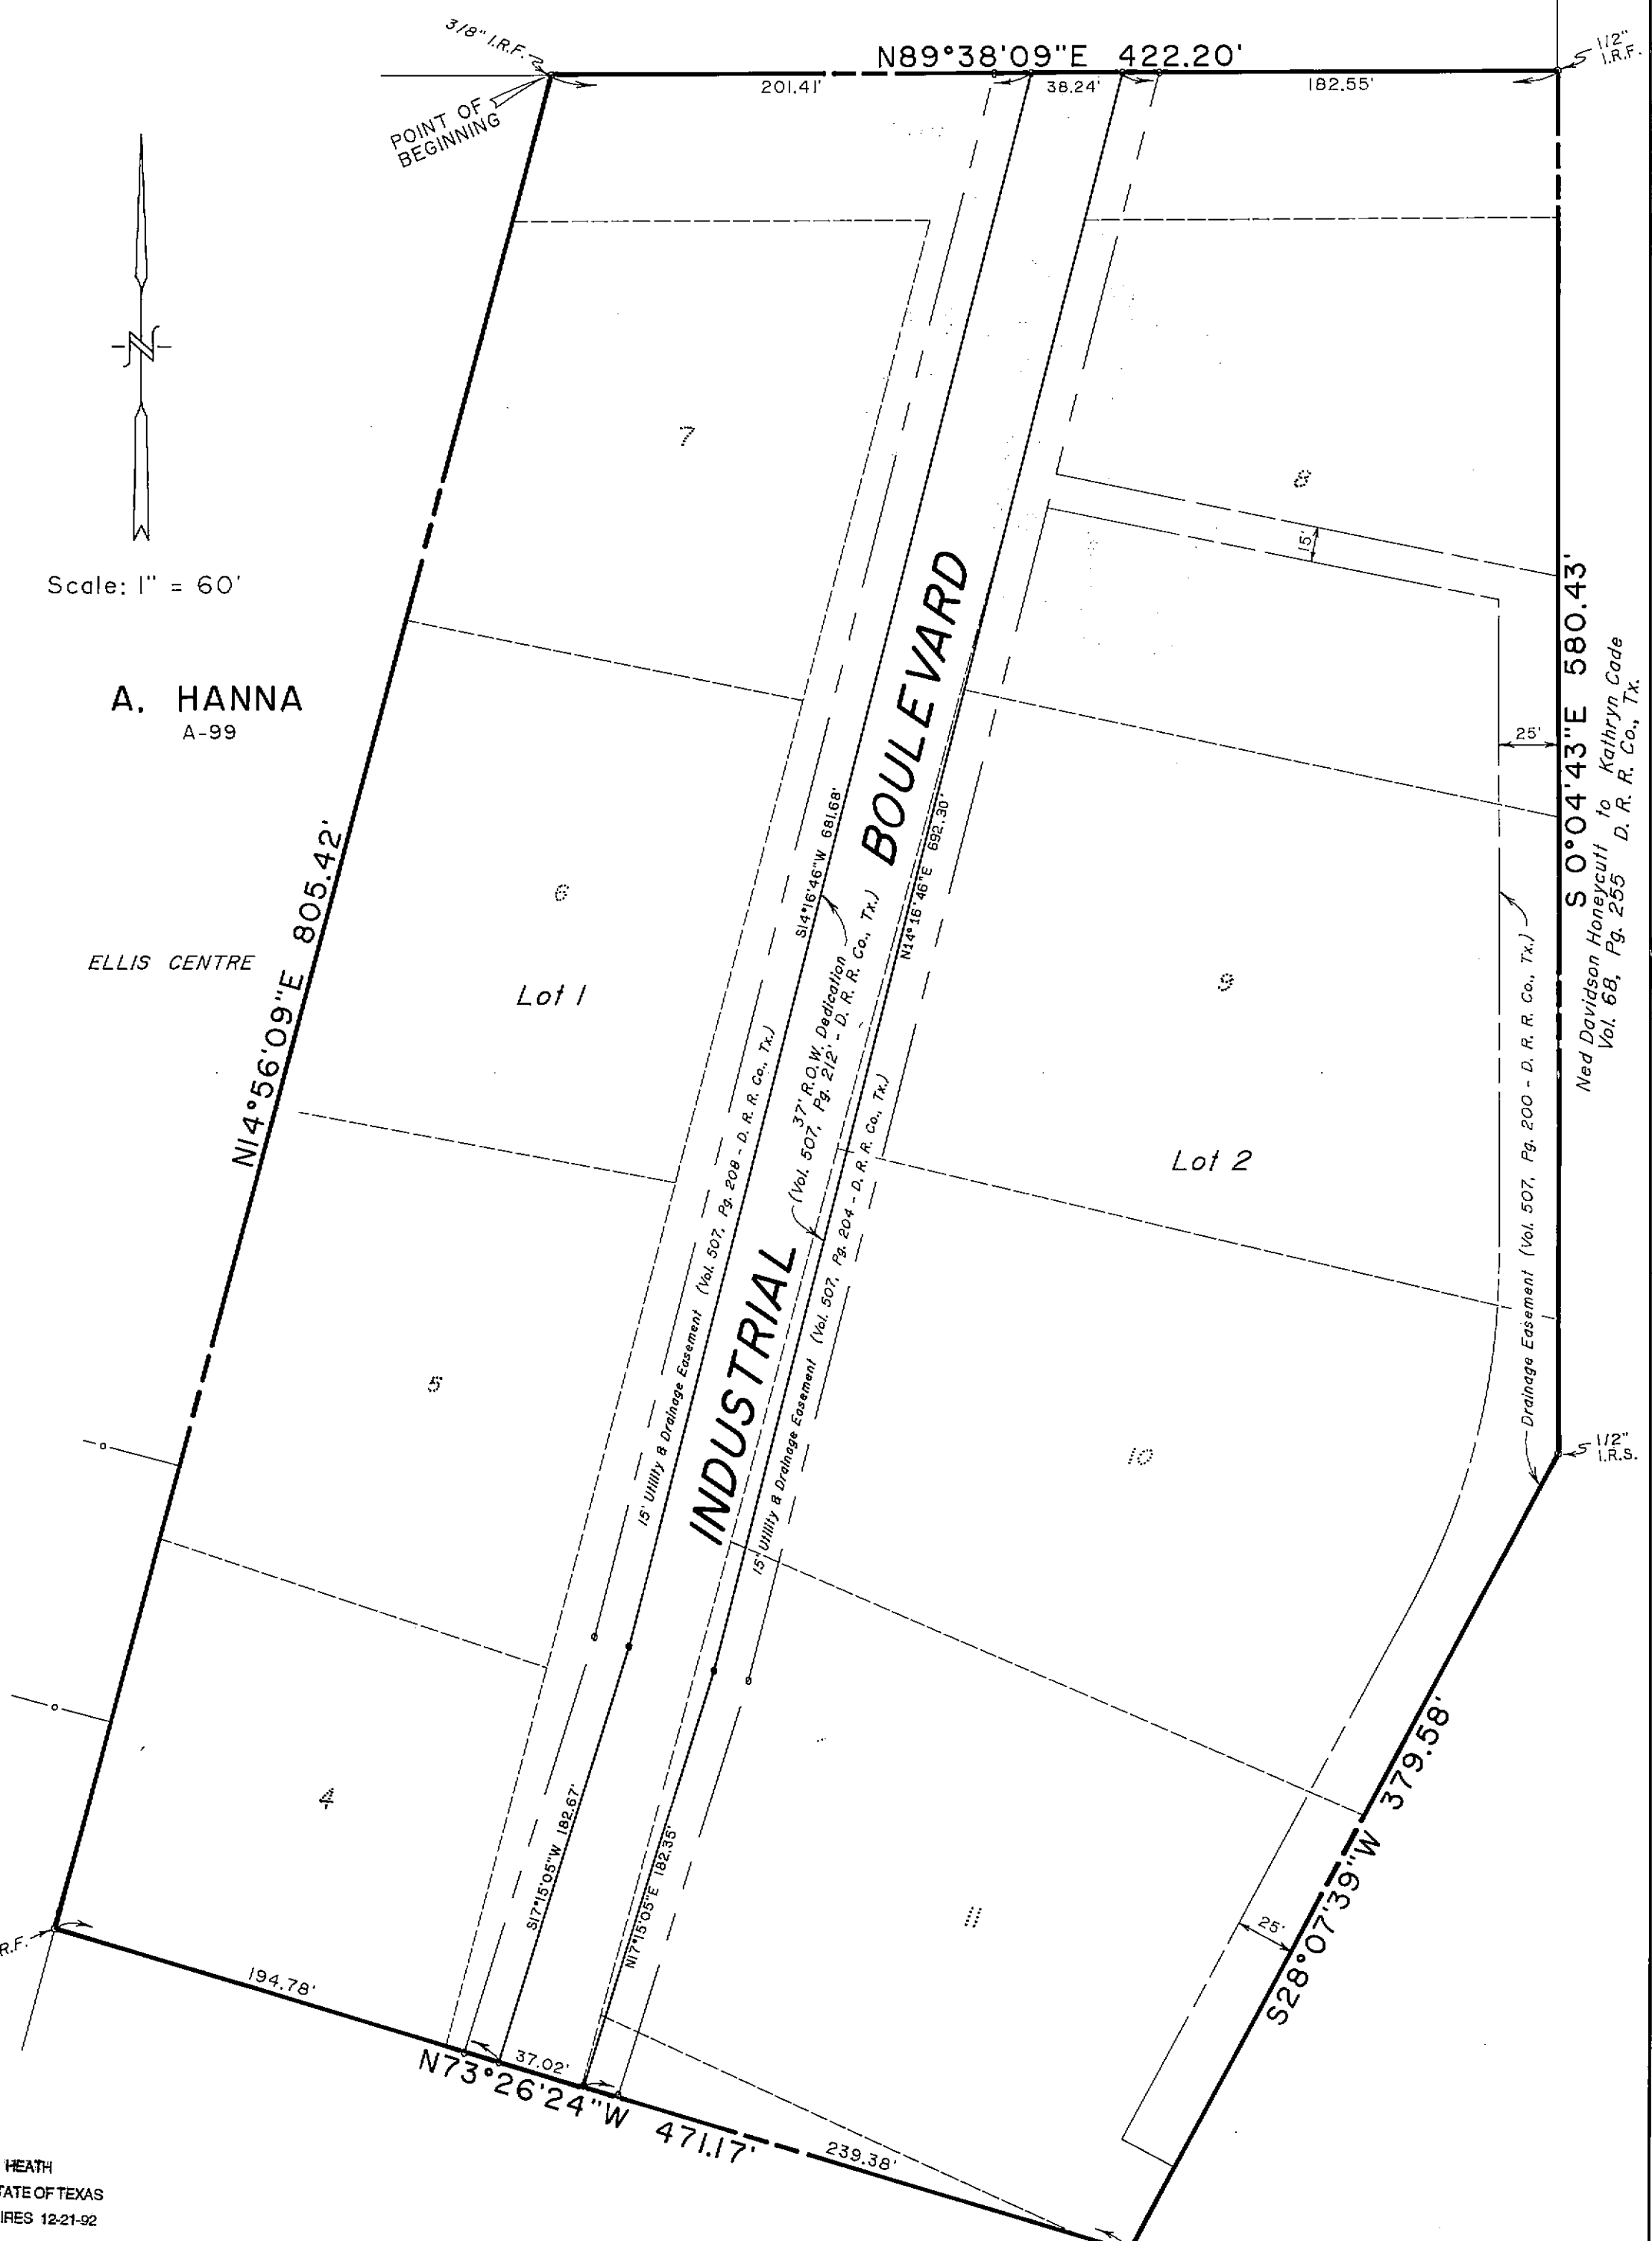 3/8" I.R.F.
N89°38'09"E 422.20'
1/2"
I.R.F.
201.41'
38.24'
182.55'
POINT OF
BEGINNING
N
7
8
15'
Scale: 1" = 60'
A. HANNA
A-99
25'
S 0°04'43"E 580.43'
Ned Davidson Honeycutt to Kathryn Cade
Vol. 68, Pg. 255 D. R. R. Co., Tx.
INDUSTRIAL BOULEVARD
S14°16'46"W 681.68'
N14°16'46"E 692.30'
37' R.O.W. Dedication
(Vol. 507, Pg. 212' - D. R. R. Co., Tx.)
6
ELLIS CENTRE
Lot 1
N14°56'09"E 805.42'
9
Lot 2
Drainage Easement (Vol. 507, Pg. 200 - D. R. R. Co., Tx.)
15' Utility & Drainage Easement (Vol. 507, Pg. 208 - D. R. R. Co., Tx.)
15' Utility & Drainage Easement (Vol. 507, Pg. 204 - D. R. R. Co., Tx.)
5
10
1/2"
I.R.S.
4
S17°15'05"W 182.67'
N17°15'05"E 182.35'
11
25'
S28°07'39"W 379.58'
R.F.
194.78'
37.02'
N73°26'24"W 471.17'
239.38'
HEATH
TATE OF TEXAS
IRES 12-21-92